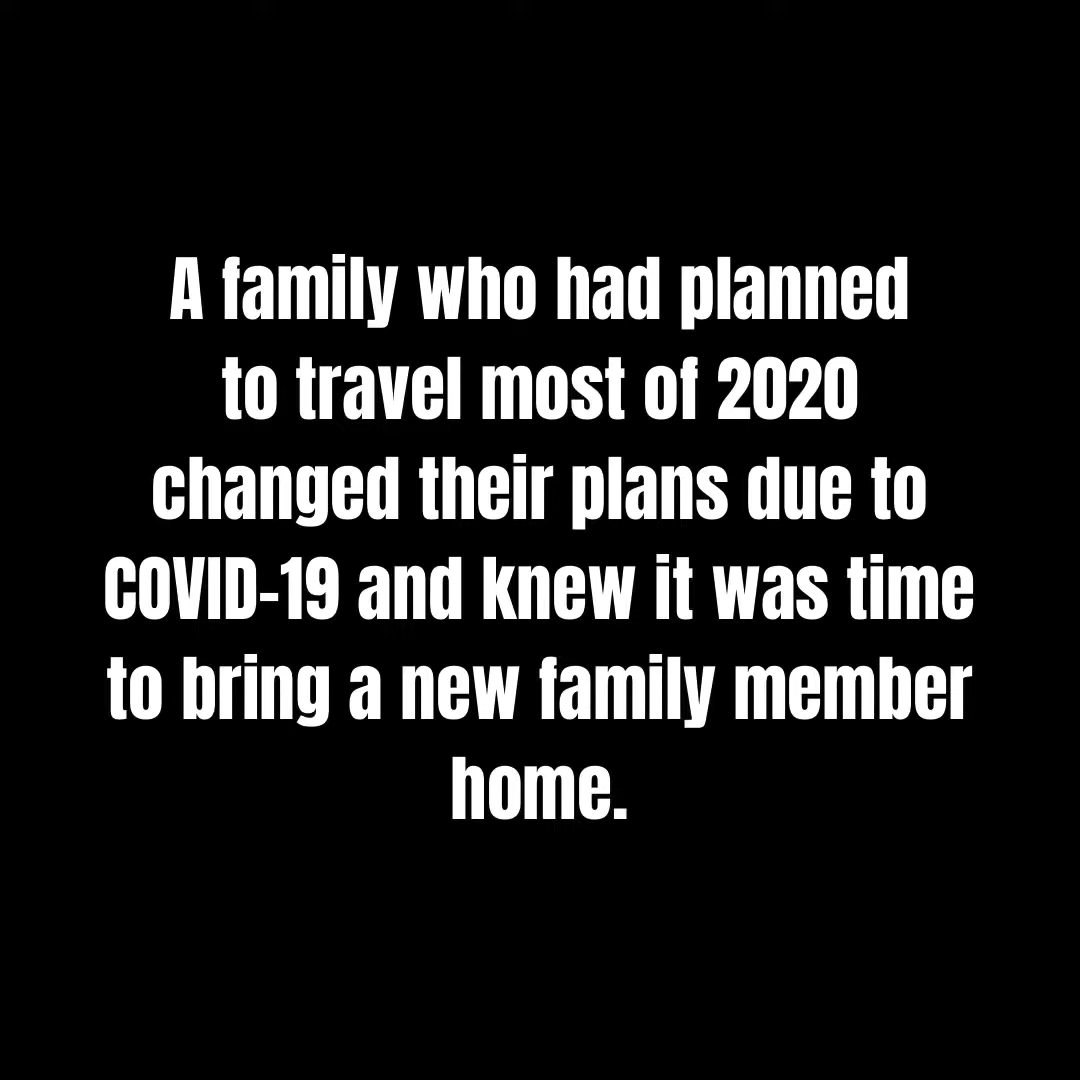 A family who had planned
to travel most of 2020
changed their plans due to
COVID-19 and knew it was time
to bring a new family member
home.